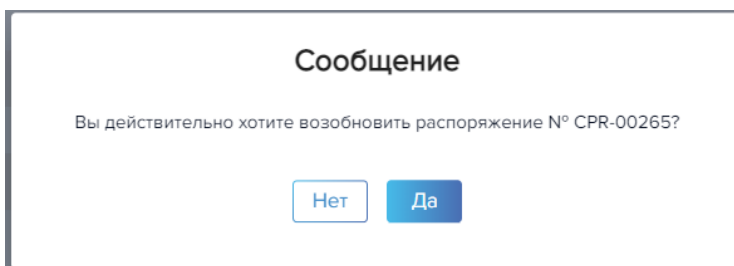 Сообщение
Вы действительно хотите возобновить распоряжение № CPR-00265?
Нет
Да